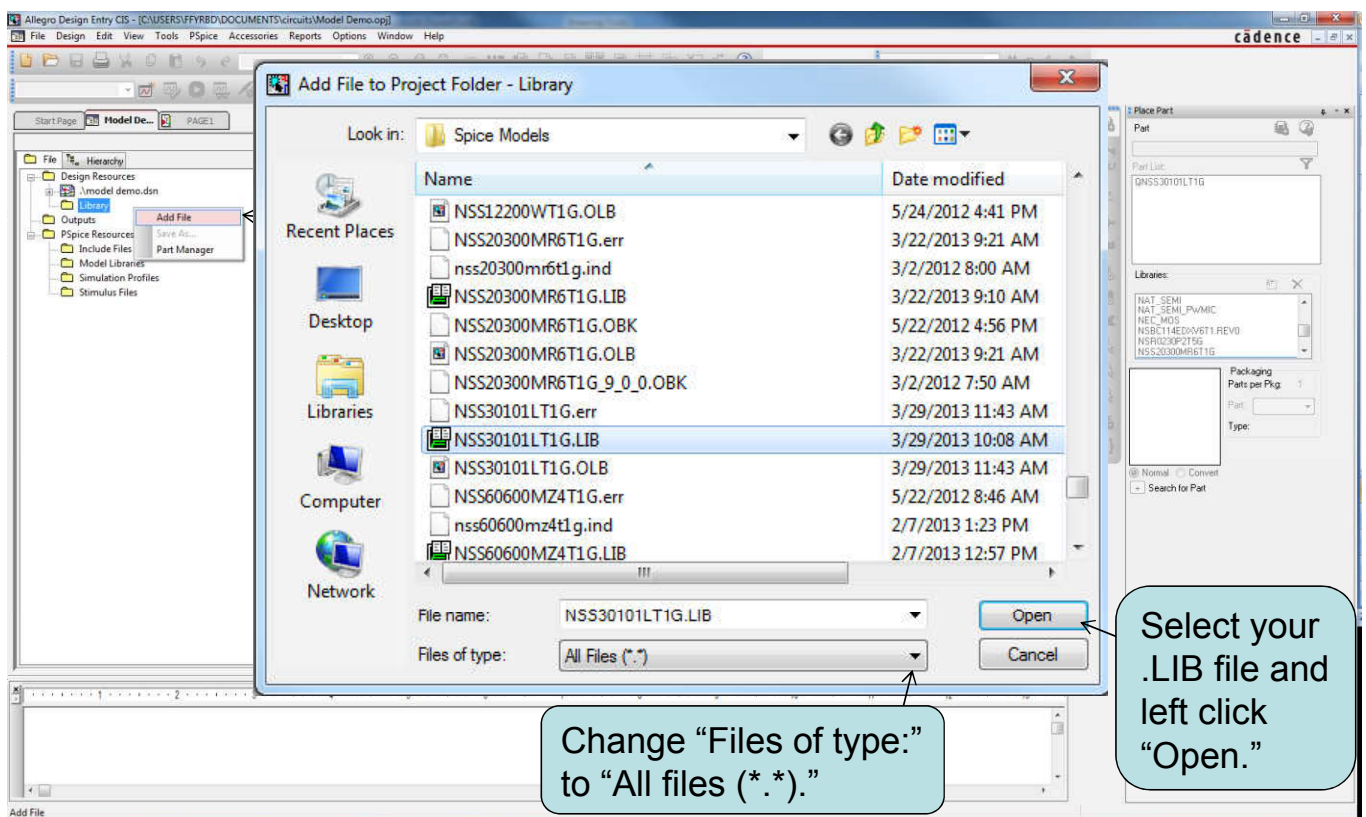 Allegro Design Entry CIS - [C:\USERS\FFYRBD\DOCUMENTS\circuits\Model Demo.opj]
File Design Edit View Tools PSpice Accessories Reports Options Window Help
cādence
Start Page Model De... PAGE1
File Hierarchy
Design Resources
.\model demo.dsn
Library
Outputs
PSpice Resources
Include Files
Model Libraries
Simulation Profiles
Stimulus Files
Add File
Save As...
Part Manager
Add File to Project Folder - Library
Look in: Spice Models
Recent Places
Desktop
Libraries
Computer
Network
Name Date modified
NSS12200WT1G.OLB 5/24/2012 4:41 PM
NSS20300MR6T1G.err 3/22/2013 9:21 AM
nss20300mr6t1g.ind 3/2/2012 8:00 AM
NSS20300MR6T1G.LIB 3/22/2013 9:10 AM
NSS20300MR6T1G.OBK 5/22/2012 4:56 PM
NSS20300MR6T1G.OLB 3/22/2013 9:21 AM
NSS20300MR6T1G_9_0_0.OBK 3/2/2012 7:50 AM
NSS30101LT1G.err 3/29/2013 11:43 AM
NSS30101LT1G.LIB 3/29/2013 10:08 AM
NSS30101LT1G.OLB 3/29/2013 11:43 AM
NSS60600MZ4T1G.err 5/22/2012 8:46 AM
nss60600mz4t1g.ind 2/7/2013 1:23 PM
NSS60600MZ4T1G.LIB 2/7/2013 12:57 PM
File name: NSS30101LT1G.LIB Open
Files of type: All Files (*.*) Cancel
Place Part
Part
Part List:
QNSS30101LT1G
Libraries:
NAT_SEMI
NAT_SEMI_PWMIC
NEC_MOS
NSBC114EDXV6T1.REV0
NSR0230P2T5G
NSS20300MR6T1G
Packaging
Parts per Pkg: 1
Part:
Type:
Normal Convert
Search for Part
Select your
.LIB file and
left click
“Open.”
Change “Files of type:”
to “All files (*.*).”
Add File